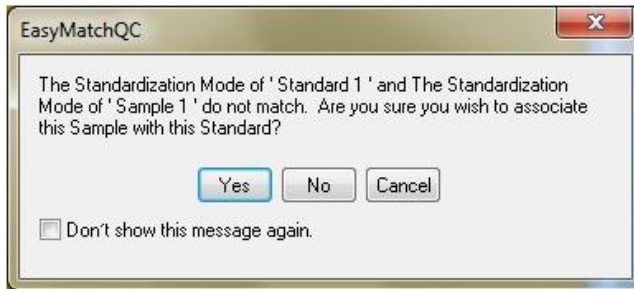 EasyMatchQC
The Standardization Mode of ' Standard 1 ' and The Standardization
Mode of ' Sample 1 ' do not match.  Are you sure you wish to associate
this Sample with this Standard?
Yes No Cancel
Don't show this message again.